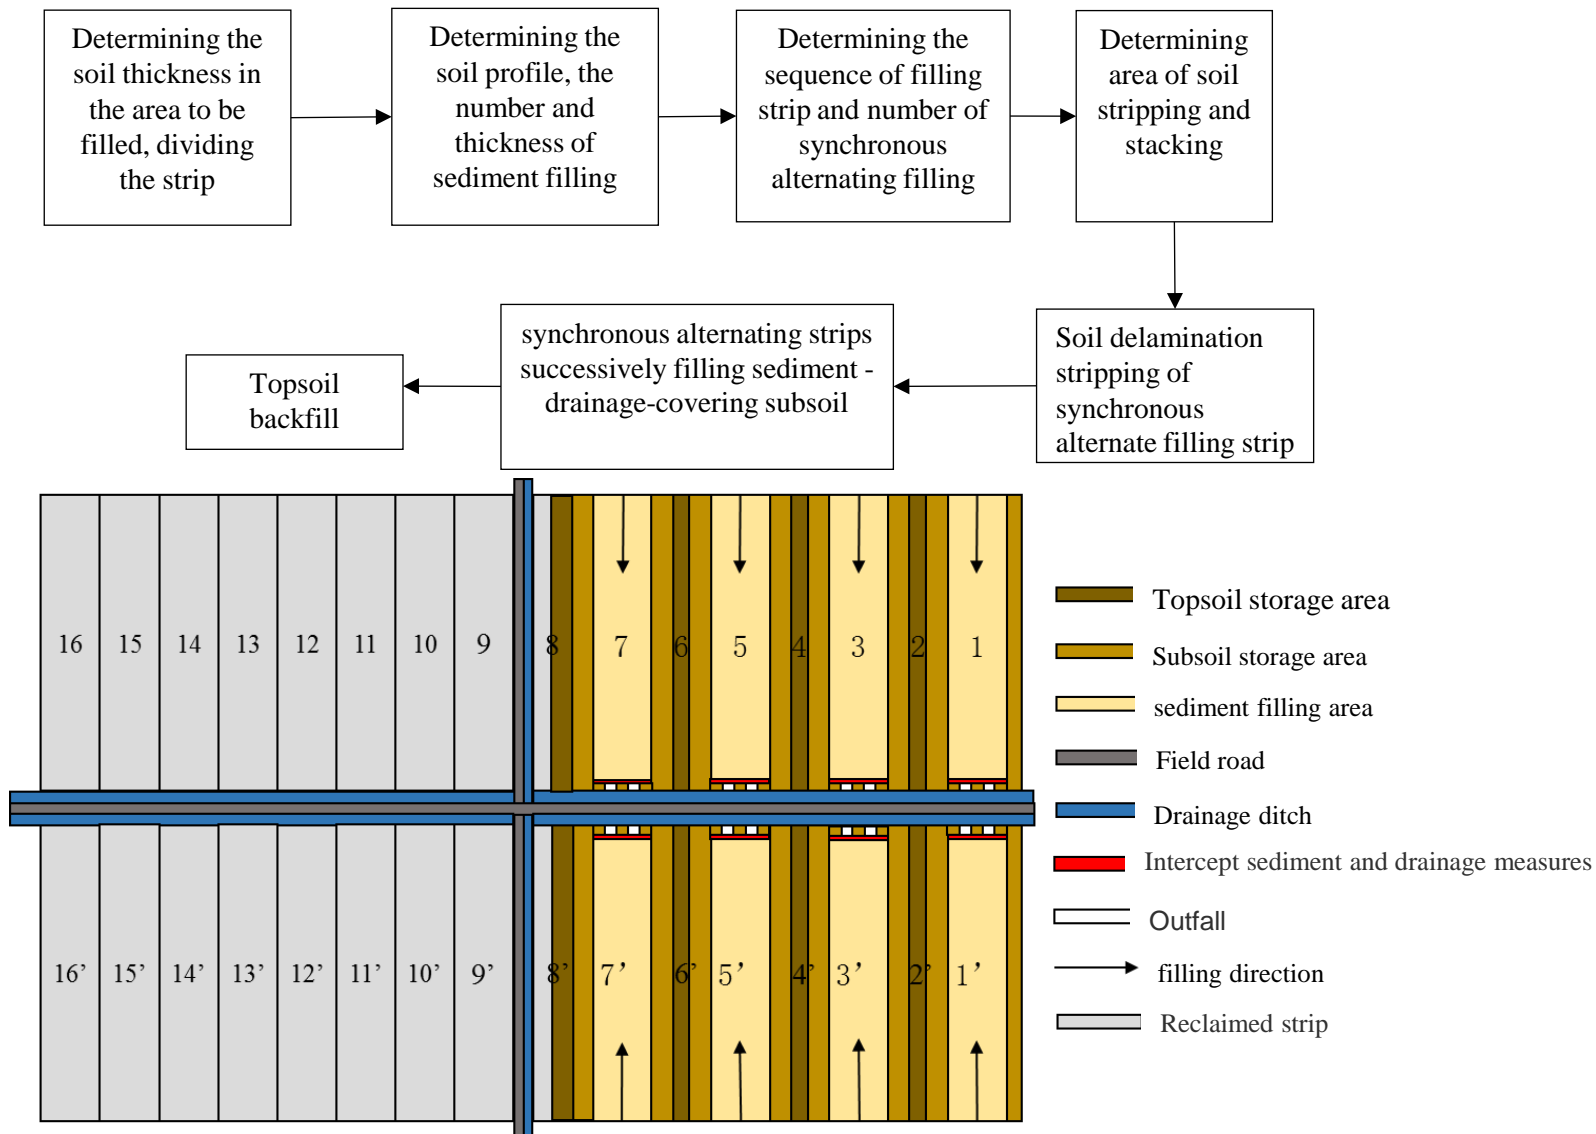 Determining the
soil thickness in
the area to be
filled, dividing
the strip
Determining the
soil profile, the
number and
thickness of
sediment filling
Determining the
sequence of filling
strip and number of
synchronous
alternating filling
Determining
area of soil
stripping and
stacking
Soil delamination
stripping of
synchronous
alternate filling strip
synchronous alternating strips
successively filling sediment -
drainage-covering subsoil
Topsoil
backfill
16 15 14 13 12 11 10 9 8 7 6 5 4 3 2 1
16’ 15’ 14’ 13’ 12’ 11’ 10’ 9’ 8’ 7’ 6’ 5’ 4’ 3’ 2’ 1’
Topsoil storage area
Subsoil storage area
sediment filling area
Field road
Drainage ditch
Intercept sediment and drainage measures
Outfall
filling direction
Reclaimed strip